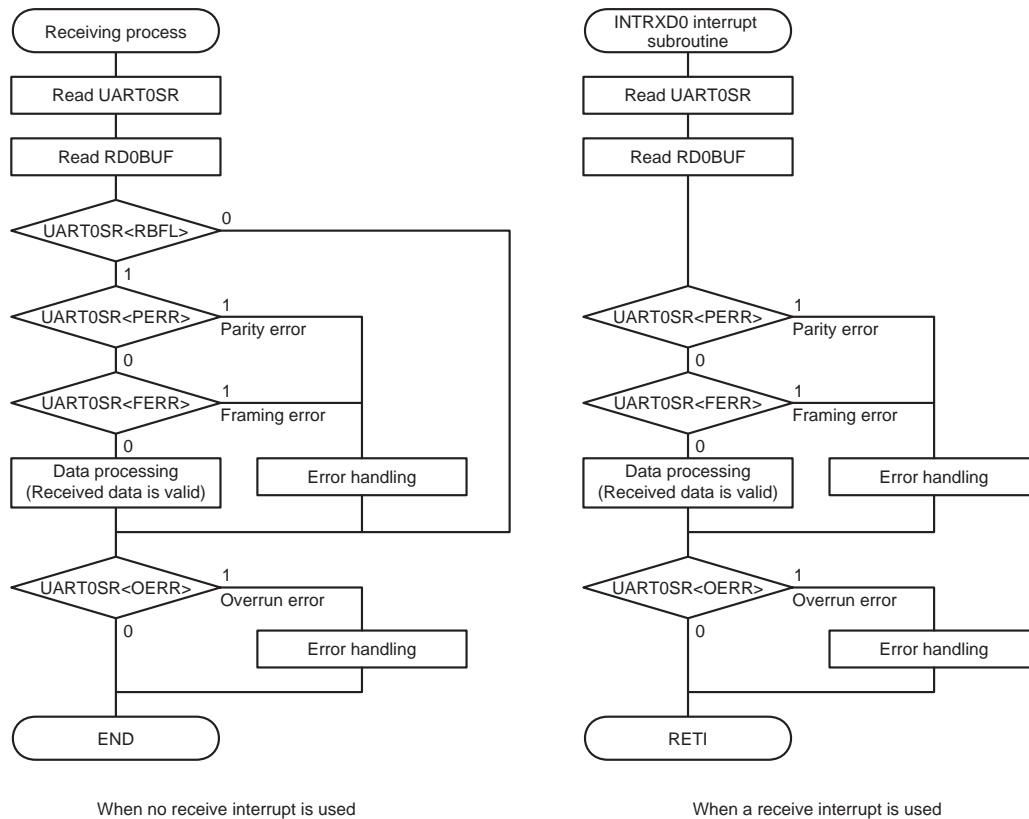 Receiving process
Read UART0SR
Read RD0BUF
UART0SR<RBFL>
0
1
UART0SR<PERR>
1
Parity error
0
UART0SR<FERR>
1
Framing error
0
Data processing
(Received data is valid)
Error handling
UART0SR<OERR>
1
Overrun error
0
Error handling
END
When no receive interrupt is used
INTRXD0 interrupt
subroutine
Read UART0SR
Read RD0BUF
UART0SR<PERR>
1
Parity error
0
UART0SR<FERR>
1
Framing error
0
Data processing
(Received data is valid)
Error handling
UART0SR<OERR>
1
Overrun error
0
Error handling
RETI
When a receive interrupt is used